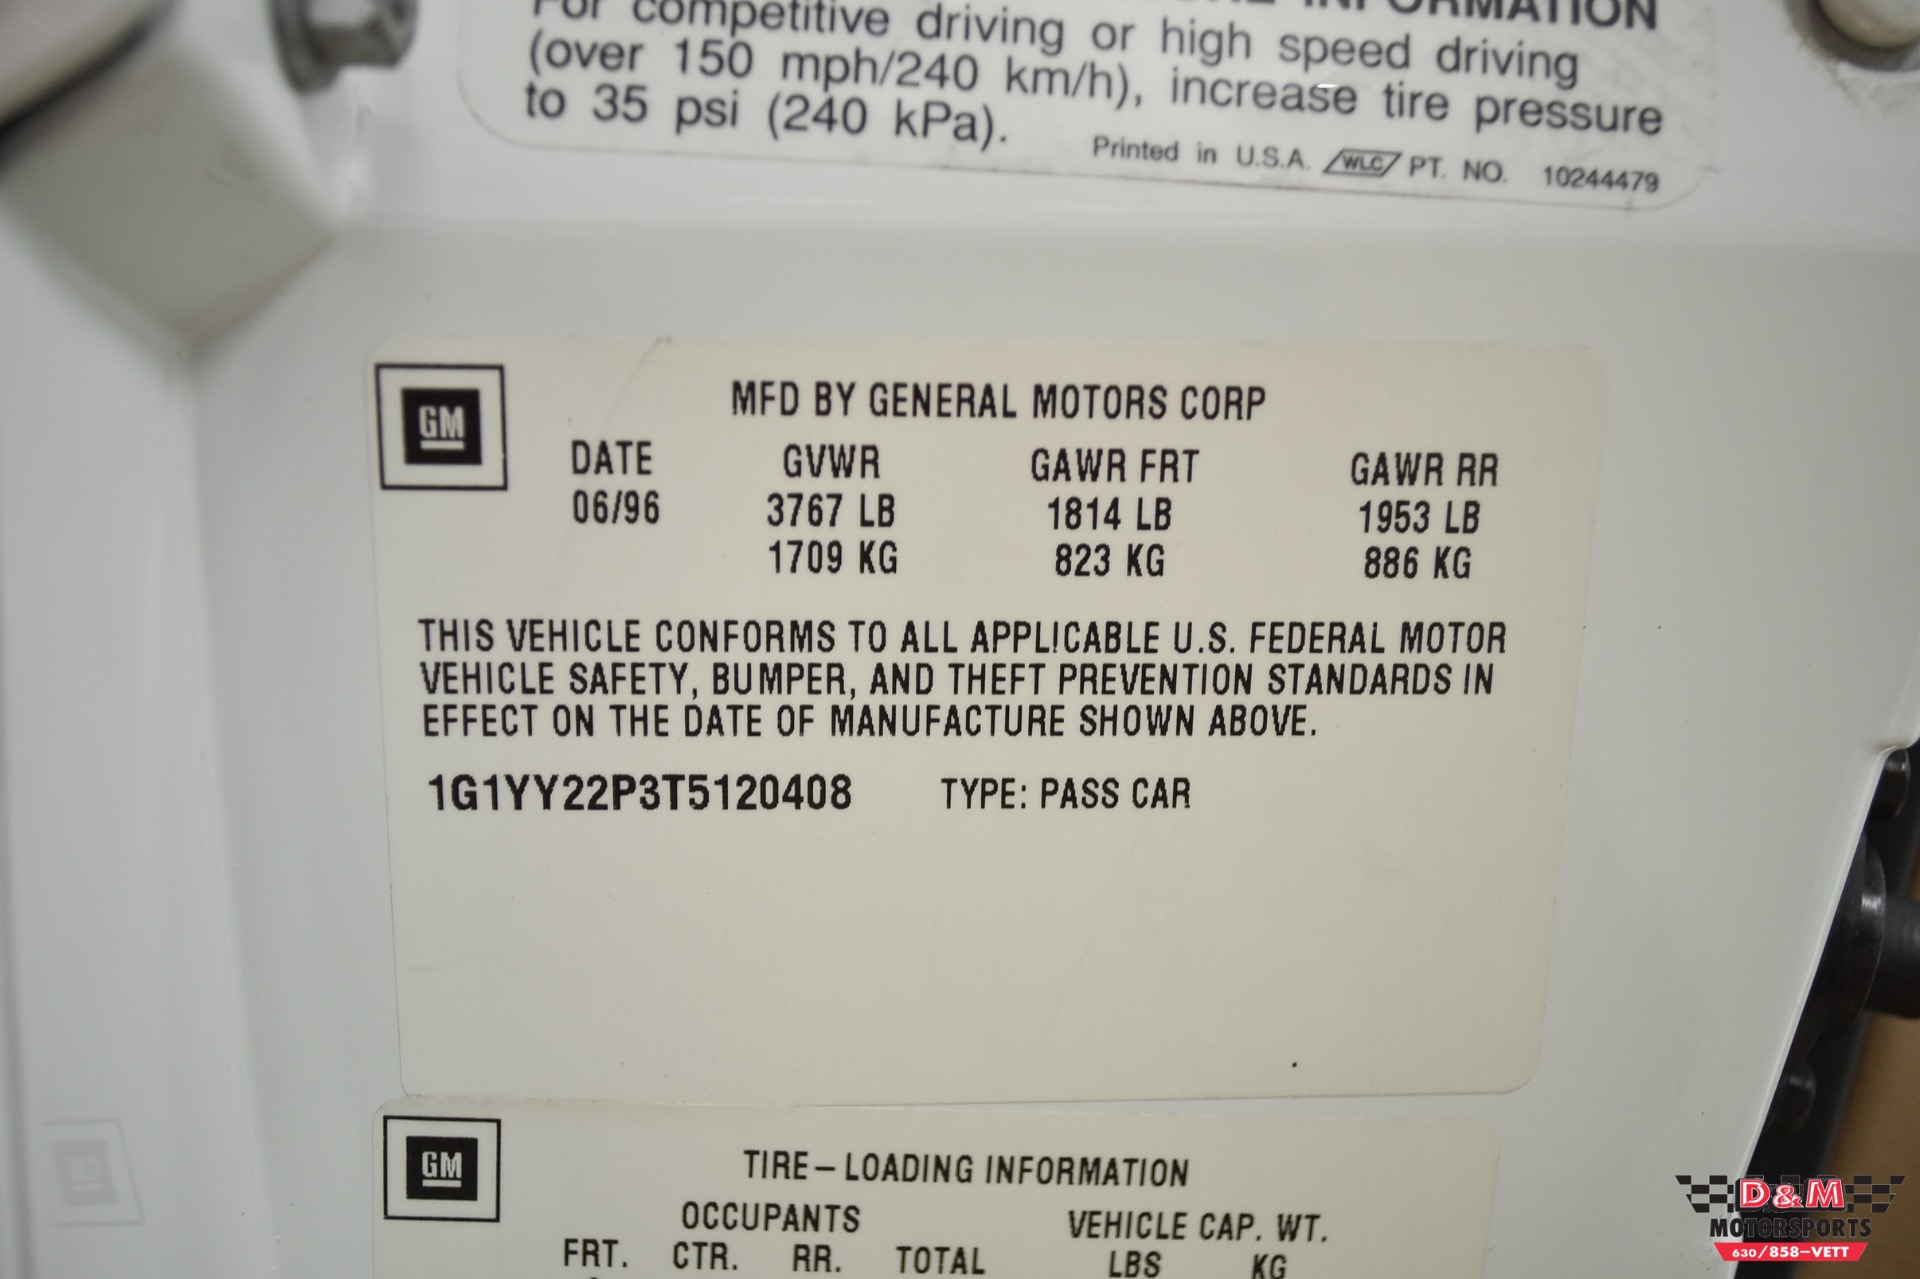 INFORMATION
For competitive driving or high speed driving
(over 150 mph/240 km/h), increase tire pressure
to 35 psi (240 kPa).
Printed in U.S.A. WLC PT. NO. 10244479
GM
MFD BY GENERAL MOTORS CORP
DATE GVWR GAWR FRT GAWR RR
06/96 3767 LB 1814 LB 1953 LB
1709 KG 823 KG 886 KG
THIS VEHICLE CONFORMS TO ALL APPLICABLE U.S. FEDERAL MOTOR
VEHICLE SAFETY, BUMPER, AND THEFT PREVENTION STANDARDS IN
EFFECT ON THE DATE OF MANUFACTURE SHOWN ABOVE.
1G1YY22P3T5120408 TYPE: PASS CAR
GM
TIRE–LOADING INFORMATION
OCCUPANTS VEHICLE CAP. WT.
FRT. CTR. RR. TOTAL LBS KG
D&M
MOTORSPORTS
630/858-VETT